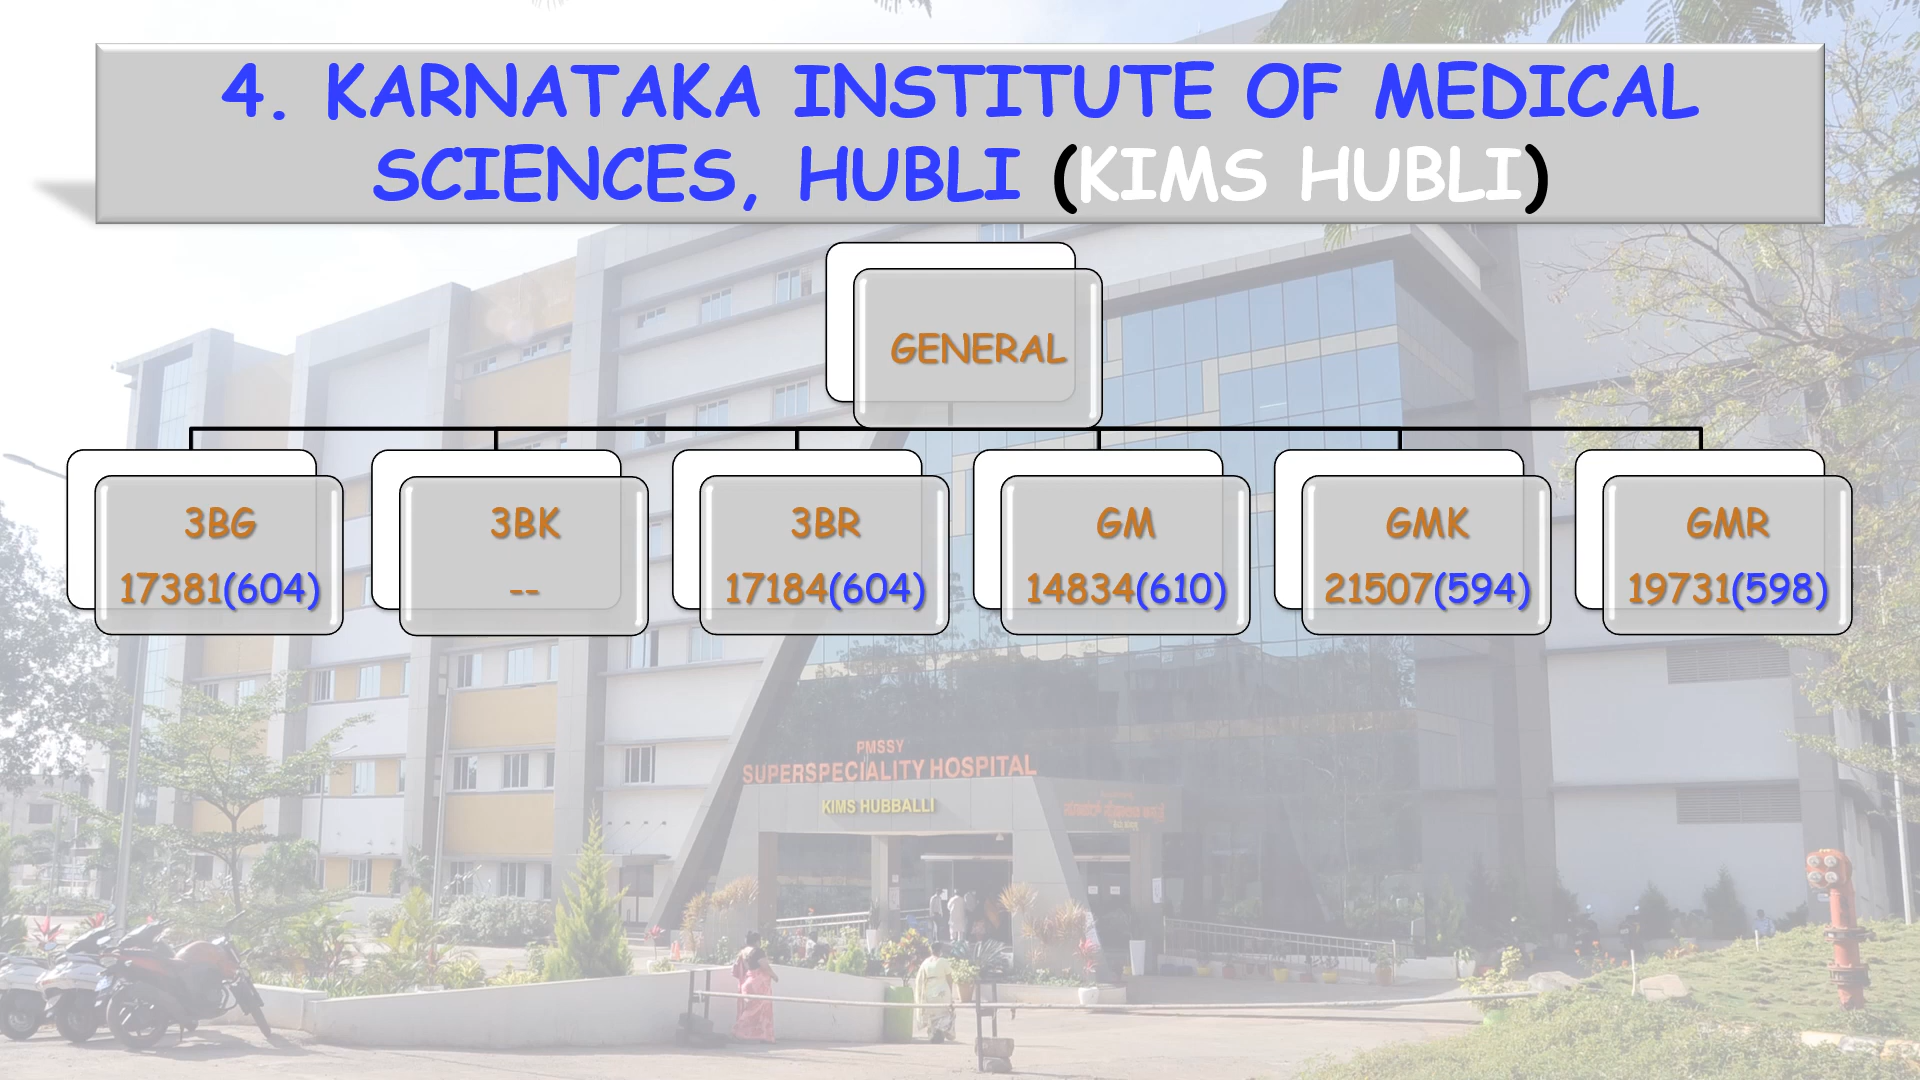 4. KARNATAKA INSTITUTE OF MEDICAL
SCIENCES, HUBLI (KIMS HUBLI)
GENERAL
3BG
17381(604)
3BK
--
3BR
17184(604)
GM
14834(610)
GMK
21507(594)
GMR
19731(598)
PMSSY
SUPERSPECIALITY HOSPITAL
KIMS HUBBALLI